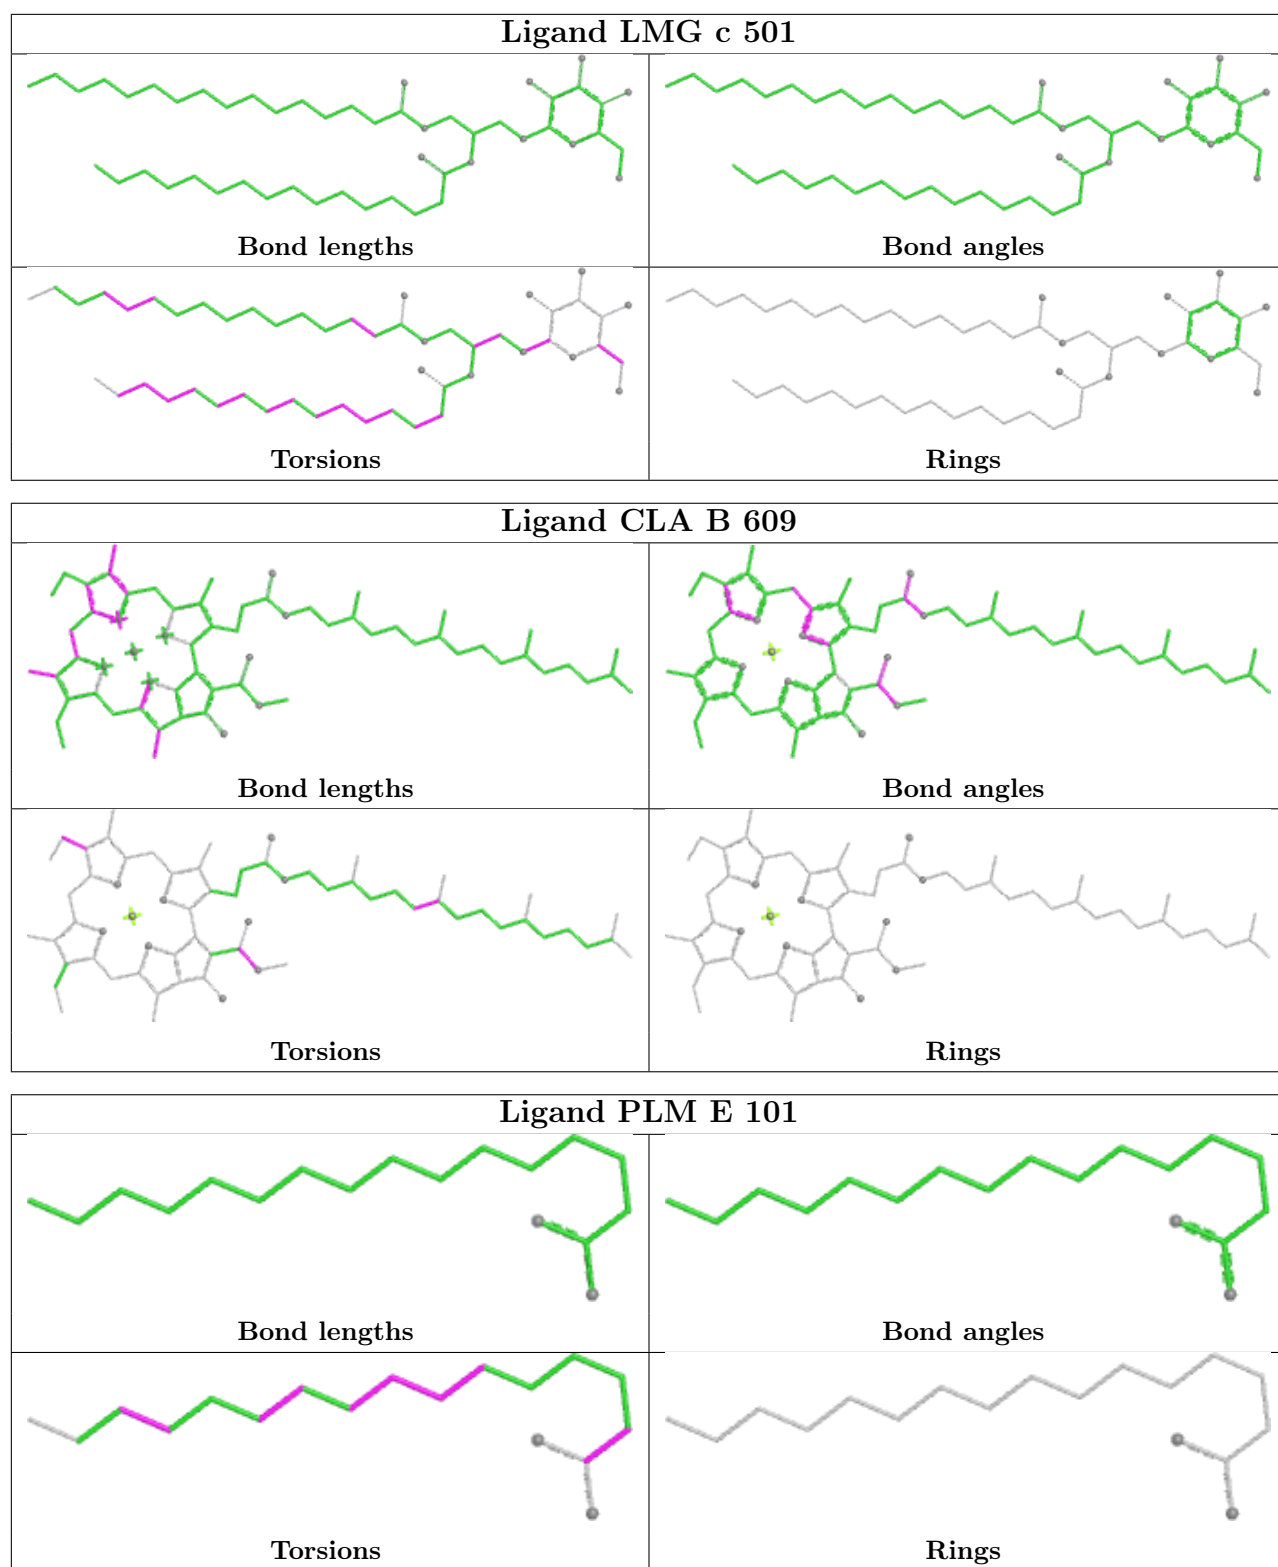 Ligand LMG c 501
Bond lengths
Bond angles
Torsions
Rings
Ligand CLA B 609
Bond lengths
Bond angles
Torsions
Rings
Ligand PLM E 101
Bond lengths
Bond angles
Torsions
Rings